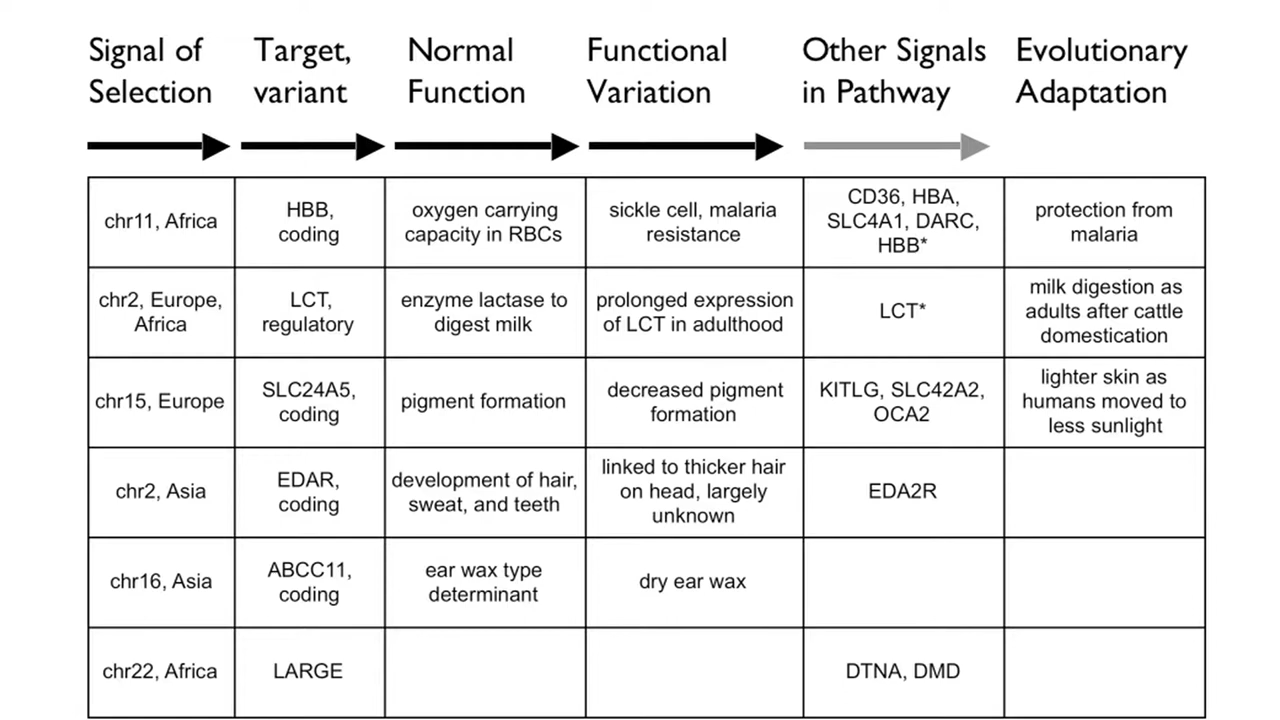 Signal of Selection
Target, variant
Normal Function
Functional Variation
Other Signals in Pathway
Evolutionary Adaptation
chr11, Africa
HBB,
coding
oxygen carrying
capacity in RBCs
sickle cell, malaria
resistance
CD36, HBA,
SLC4A1, DARC,
HBB*
protection from
malaria
chr2, Europe,
Africa
LCT,
regulatory
enzyme lactase to
digest milk
prolonged expression
of LCT in adulthood
LCT*
milk digestion as
adults after cattle
domestication
chr15, Europe
SLC24A5,
coding
pigment formation
decreased pigment
formation
KITLG, SLC42A2,
OCA2
lighter skin as
humans moved to
less sunlight
chr2, Asia
EDAR,
coding
development of hair,
sweat, and teeth
linked to thicker hair
on head, largely
unknown
EDA2R
chr16, Asia
ABCC11,
coding
ear wax type
determinant
dry ear wax
chr22, Africa
LARGE
DTNA, DMD